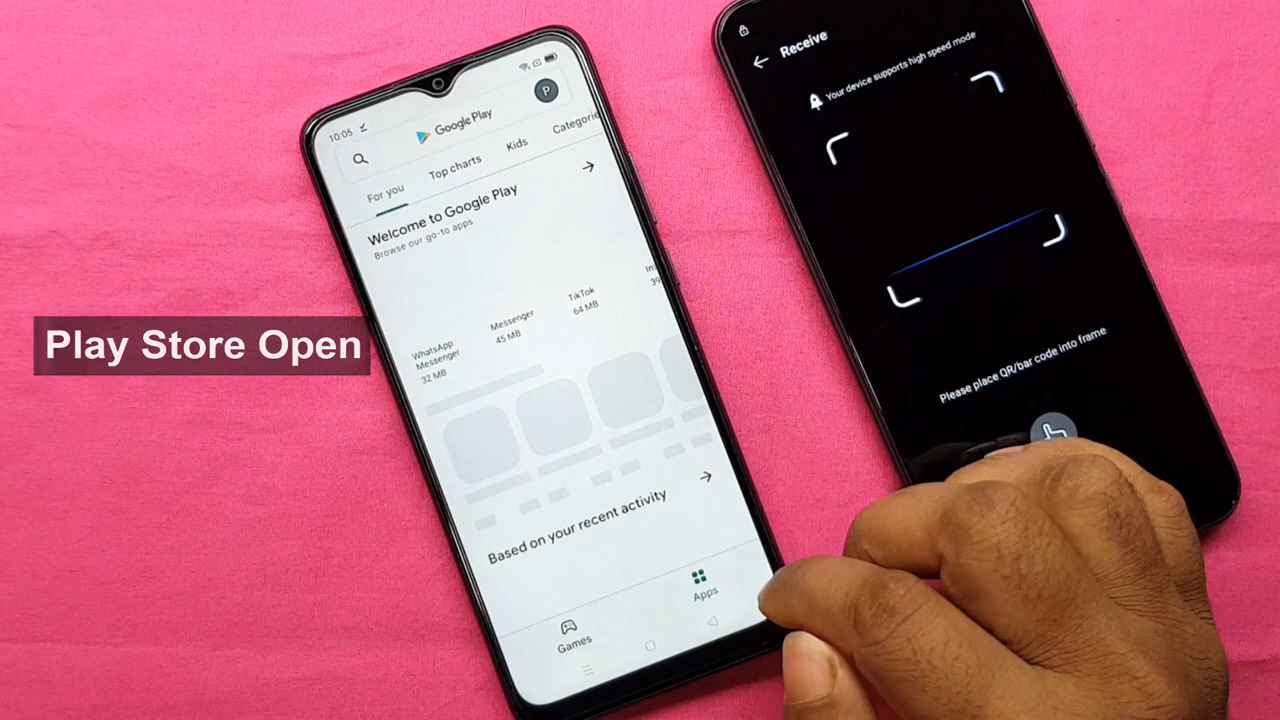 10:05
Google Play
P
For you
Top charts
Kids
Categorie
Welcome to Google Play
Browse our go-to apps
WhatsApp
Messenger
32 MB
Messenger
45 MB
TikTok
64 MB
In
39
Based on your recent activity
Games
Apps
Receive
Your device supports high speed mode
Please place QR/bar code into frame
Play Store Open